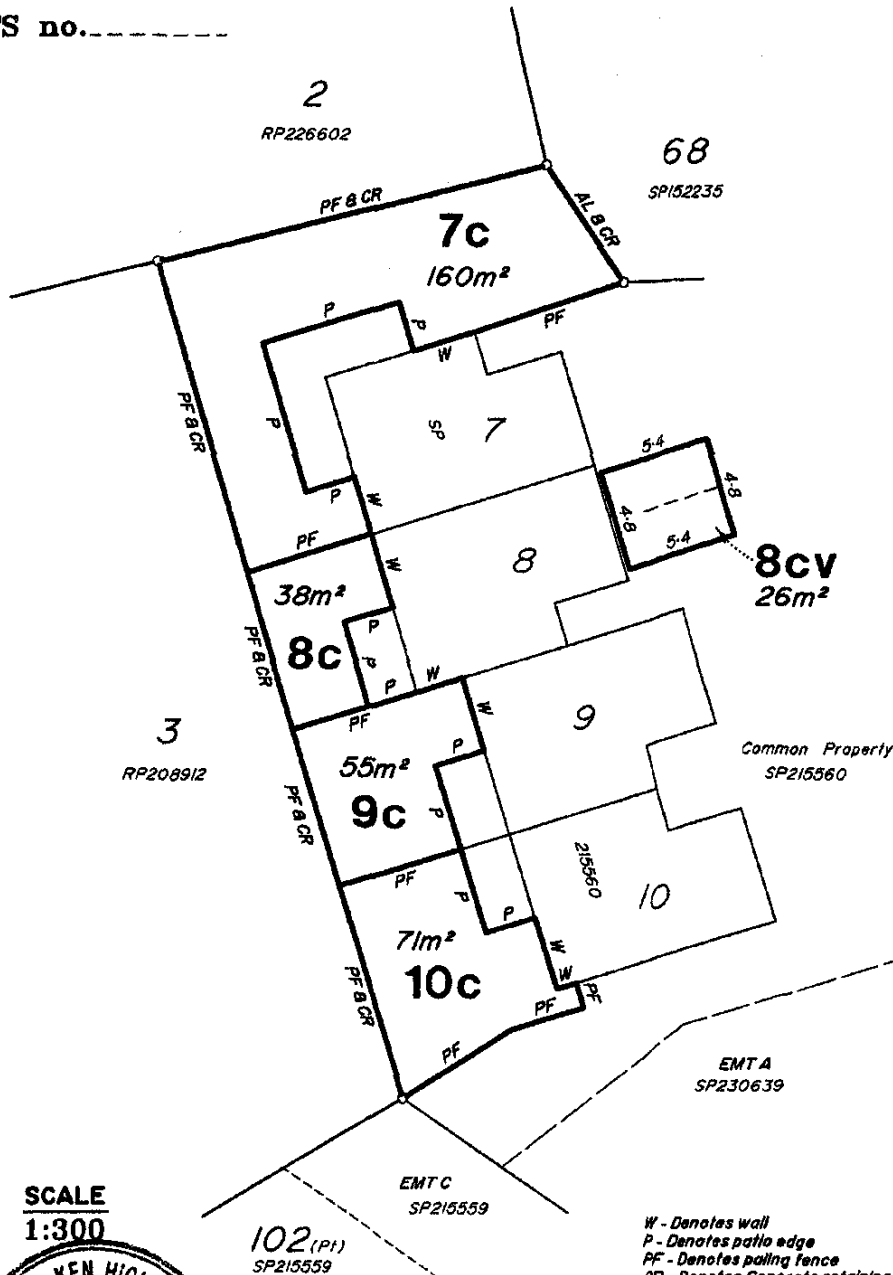 S no.________
2
RP226602
68
SP152235
PF & CR
AL & CR
7c
160m²
P
P
PF
W
PF & CR
P
SP
7
5·4
P
W
4·8
4·8
PF
5·4
W
8
8cv
26m²
38m²
P
PF & CR
8c
P
P
W
PF
W
3
RP208912
9
55m²
P
Common Property
SP215560
PF & CR
9c
P
PF
215560
P
P
10
71m²
W
10c
W
PF & CR
PF
PF
PF
EMT A
SP230639
SCALE
1:300
EMT C
SP215559
102 (Pt)
SP215559
W - Denotes wall
P - Denotes patio edge
PF - Denotes paling fence